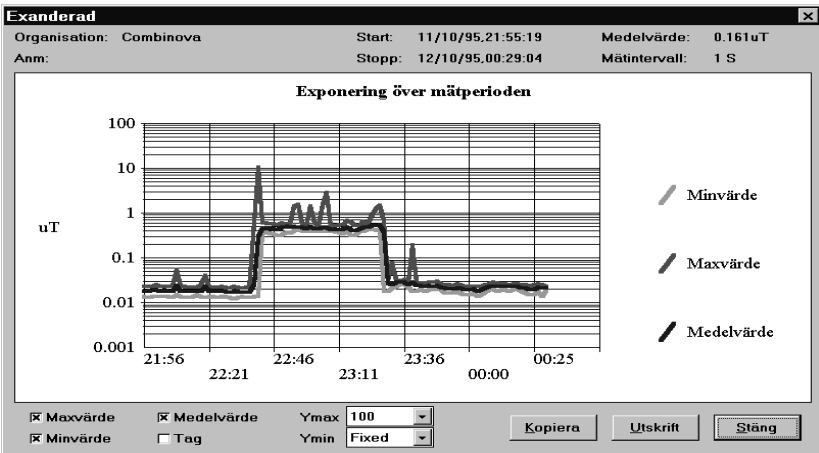 Exanderad
Organisation: Combinova Start: 11/10/95,21:55:19 Medelvärde: 0.161uT
Anm: Stopp: 12/10/95,00:29:04 Mätintervall: 1 S
Exponering över mätperioden
100
10
1
0.1
0.01
0.001
uT
21:56 22:46 23:36 00:25
22:21 23:11 00:00
Minvärde
Maxvärde
Medelvärde
Maxvärde Medelvärde Ymax 100
Minvärde Tag Ymin Fixed
Kopiera Utskrift Stäng